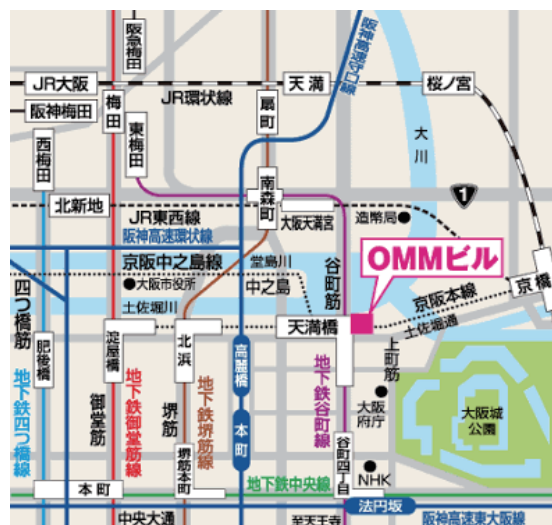 阪急梅田
阪神高速守口線
JR大阪
天満
桜ノ宮
JR環状線
阪神梅田
梅田
扇町
東梅田
大川
西梅田
南森町
1
北新地
大阪天満宮
造幣局
JR東西線
阪神高速環状線
OMMビル
京阪中之島線
堂島川
谷町筋
大阪市役所
中之島
京橋
京阪本線
四つ橋筋
土佐堀川
天満橋
土佐堀通
淀屋橋
北浜
肥後橋
高麗橋
上町筋
地下鉄四つ橋線
御堂筋
地下鉄御堂筋線
堺筋
地下鉄堺筋線
地下鉄谷町線
大阪府庁
大阪城公園
本町
堺筋本町
谷町四丁目
NHK
本町
地下鉄中央線
法円坂
中央大通
至天王寺
阪神高速東大阪線